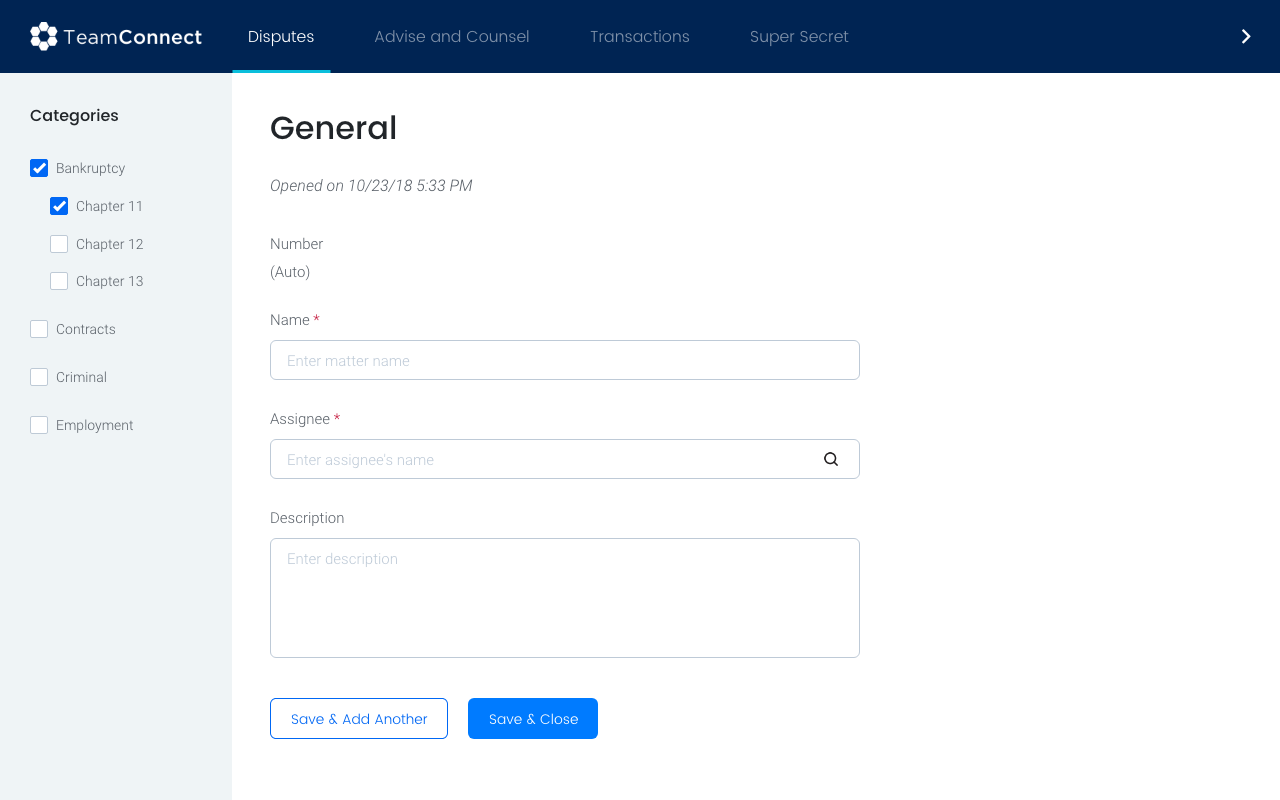 TeamConnect
Disputes
Advise and Counsel
Transactions
Super Secret
Categories
Bankruptcy
Chapter 11
Chapter 12
Chapter 13
Contracts
Criminal
Employment
General
Opened on 10/23/18 5:33 PM
Number
(Auto)
Name *
Enter matter name
Assignee *
Enter assignee's name
Description
Enter description
Save & Add Another
Save & Close